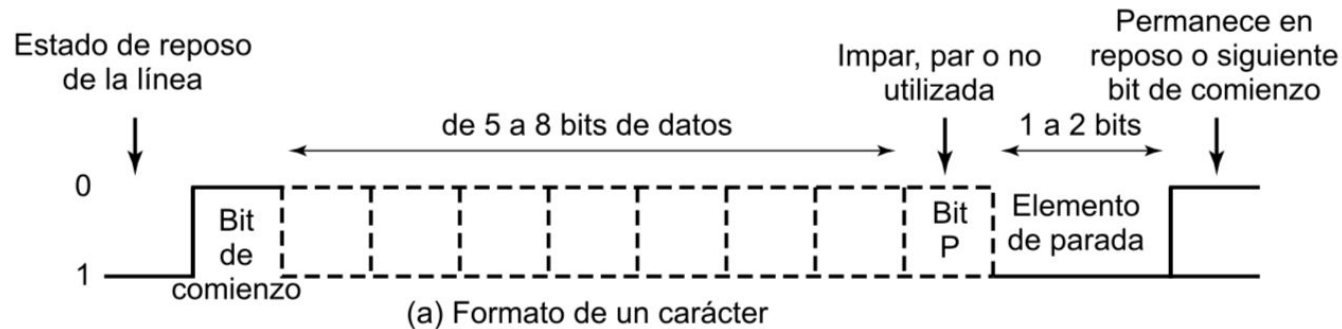 Estado de reposo
de la línea
Impar, par o no
utilizada
Permanece en
reposo o siguiente
bit de comienzo
de 5 a 8 bits de datos
1 a 2 bits
0
1
Bit
de
comienzo
Bit
P
Elemento
de parada
(a) Formato de un carácter